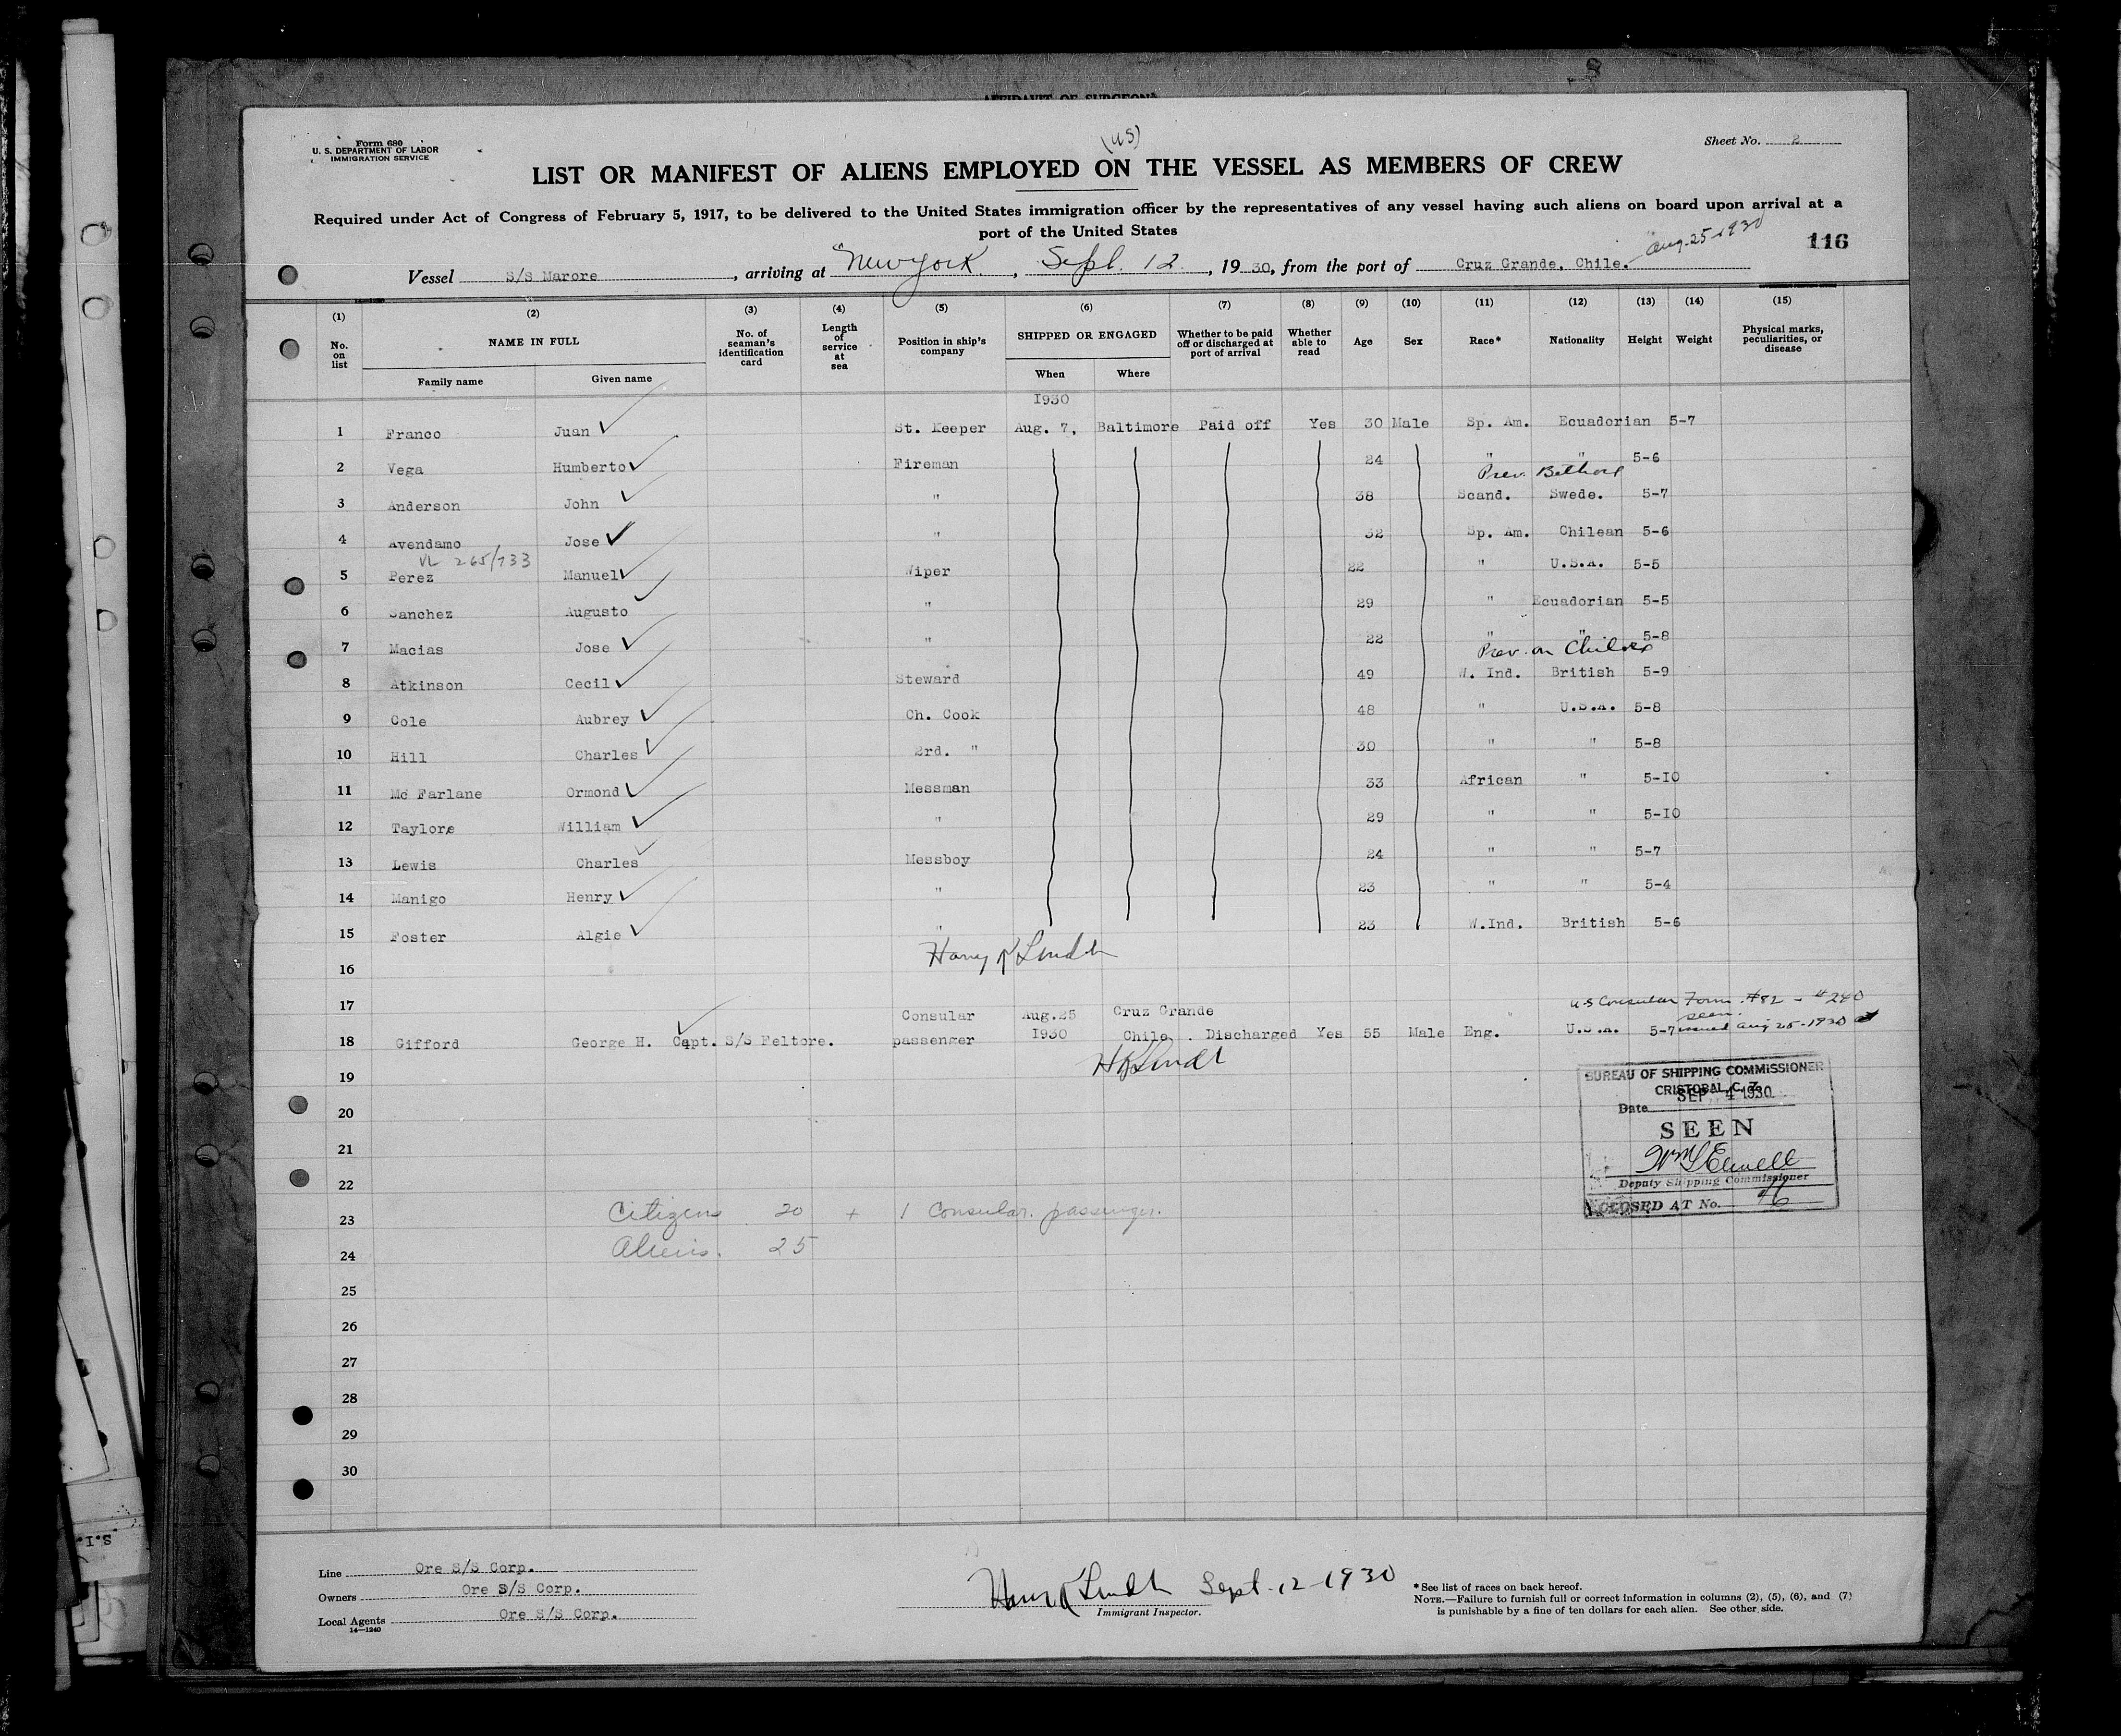 AFFIDAVIT OF SURGEON
Form 680
U. S. DEPARTMENT OF LABOR
IMMIGRATION SERVICE
(US)
Sheet No. 2
LIST OR MANIFEST OF ALIENS EMPLOYED ON THE VESSEL AS MEMBERS OF CREW
Required under Act of Congress of February 5, 1917, to be delivered to the United States immigration officer by the representatives of any vessel having such aliens on board upon arrival at a
port of the United States
116
Vessel S/S Marore, arriving at New York, Sept. 12, 1930, from the port of Cruz Grande, Chile. Aug-25-1930
(1) (2) (3) (4) (5) (6) (7) (8) (9) (10) (11) (12) (13) (14) (15)
No. on list NAME IN FULL No. of seaman's identification card Length of service at sea Position in ship's company SHIPPED OR ENGAGED Whether to be paid off or discharged at port of arrival Whether able to read Age Sex Race* Nationality Height Weight Physical marks, peculiarities, or disease
Family name Given name When Where
1930
1 Franco Juan St. Keeper Aug. 7, Baltimore Paid off Yes 30 Male Sp. Am. Ecuadorian 5-7
2 Vega Humberto Fireman 24 " " 5-6
Prev. Bethore
3 Anderson John " 38 Scand. Swede. 5-7
4 Avendamo Jose " 32 Sp. Am. Chilean 5-6
VL 265/733
5 Perez Manuel Wiper 22 " U.S.A. 5-5
6 Sanchez Augusto " 29 " Ecuadorian 5-5
7 Macias Jose " 22 " " 5-8
Prev. on Chilore
8 Atkinson Cecil Steward 49 W. Ind. British 5-9
9 Cole Aubrey Ch. Cook 48 " U.S.A. 5-8
10 Hill Charles 2rd. " 30 " " 5-8
11 Mc Farlane Ormond Messman 33 African " 5-10
12 Taylore William " 29 " " 5-10
13 Lewis Charles Messboy 24 " " 5-7
14 Manigo Henry " 23 " " 5-4
15 Foster Algie " 23 W.Ind. British 5-6
16
17
U.S Consular Form #82 - #240
seen.
issued Aug 25-1930
Consular Aug.25 Cruz Grande
18 Gifford George H. Capt. S/S Feltore. passenger 1930 Chile. Discharged Yes 55 Male Eng. U.S.A. 5-7
19
BUREAU OF SHIPPING COMMISSIONER
CRISTOBAL, C. Z.
Date SEP 4 1930
SEEN
Deputy Shipping Commissioner
CLOSED AT No. 46
20
21
22
23 Citizens 20 + 1 Consular passenger.
24 Aliens. 25
25
26
27
28
29
30
Line Ore S/S Corp.
Owners Ore S/S Corp.
Local Agents Ore S/S Corp.
14-1240
Sept-12-1930
Immigrant Inspector.
*See list of races on back hereof.
NOTE.—Failure to furnish full or correct information in columns (2), (5), (6), and (7)
is punishable by a fine of ten dollars for each alien. See other side.